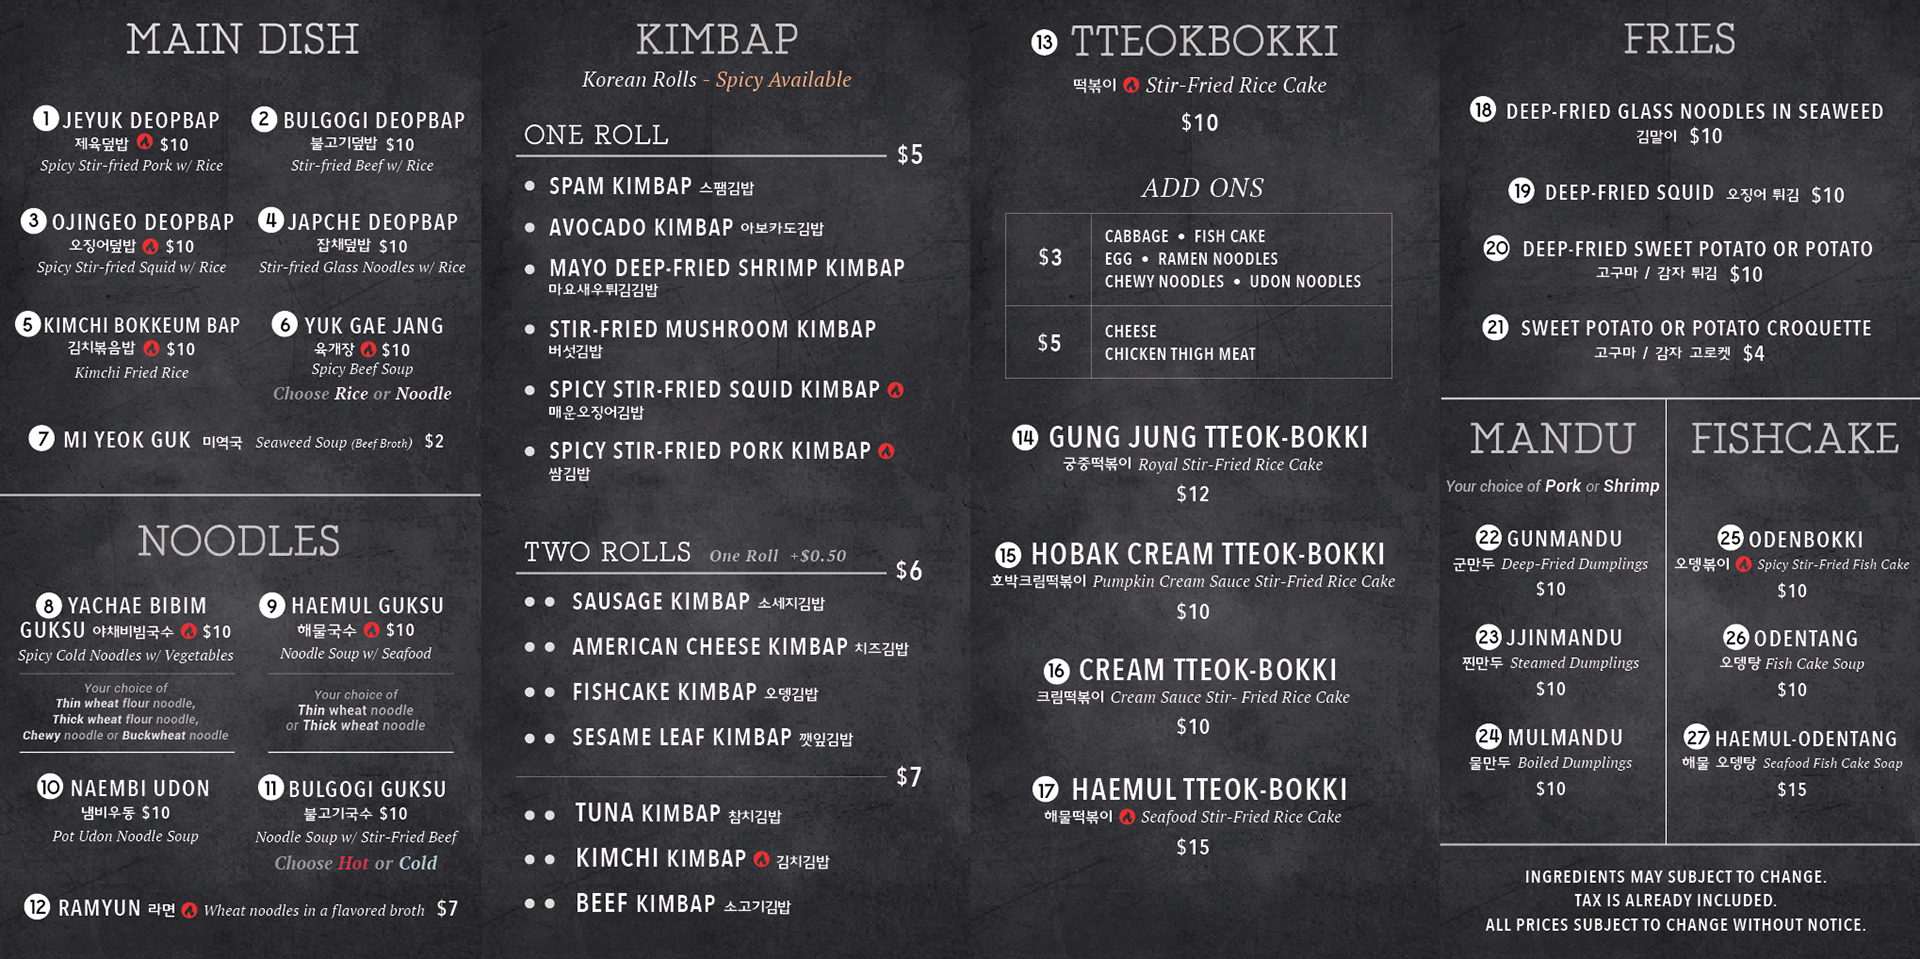 MAIN DISH
1 JEYUK DEOPBAP
제육덮밥 $10
Spicy Stir-fried Pork w/ Rice
2 BULGOGI DEOPBAP
불고기덮밥 $10
Stir-fried Beef w/ Rice
3 OJINGEO DEOPBAP
오징어덮밥 $10
Spicy Stir-fried Squid w/ Rice
4 JAPCHE DEOPBAP
잡채덮밥 $10
Stir-fried Glass Noodles w/ Rice
5 KIMCHI BOKKEUM BAP
김치볶음밥 $10
Kimchi Fried Rice
6 YUK GAE JANG
육개장 $10
Spicy Beef Soup
Choose Rice or Noodle
7 MI YEOK GUK 미역국 Seaweed Soup (Beef Broth) $2
NOODLES
8 YACHAE BIBIM
GUKSU 야채비빔국수 $10
Spicy Cold Noodles w/ Vegetables
Your choice of
Thin wheat flour noodle,
Thick wheat flour noodle,
Chewy noodle or Buckwheat noodle
9 HAEMUL GUKSU
해물국수 $10
Noodle Soup w/ Seafood
Your choice of
Thin wheat noodle
or Thick wheat noodle
10 NAEMBI UDON
냄비우동 $10
Pot Udon Noodle Soup
11 BULGOGI GUKSU
불고기국수 $10
Noodle Soup w/ Stir-Fried Beef
Choose Hot or Cold
12 RAMYUN 라면 Wheat noodles in a flavored broth $7
KIMBAP
Korean Rolls - Spicy Available
ONE ROLL
$5
• SPAM KIMBAP 스팸김밥
• AVOCADO KIMBAP 아보카도김밥
• MAYO DEEP-FRIED SHRIMP KIMBAP
마요새우튀김김밥
• STIR-FRIED MUSHROOM KIMBAP
버섯김밥
• SPICY STIR-FRIED SQUID KIMBAP
매운오징어김밥
• SPICY STIR-FRIED PORK KIMBAP
쌈김밥
TWO ROLLS One Roll +$0.50
$6
• • SAUSAGE KIMBAP 소세지김밥
• • AMERICAN CHEESE KIMBAP 치즈김밥
• • FISHCAKE KIMBAP 오뎅김밥
• • SESAME LEAF KIMBAP 깻잎김밥
$7
• • TUNA KIMBAP 참치김밥
• • KIMCHI KIMBAP 김치김밥
• • BEEF KIMBAP 소고기김밥
13 TTEOKBOKKI
떡볶이 Stir-Fried Rice Cake
$10
ADD ONS
$3
CABBAGE • FISH CAKE
EGG • RAMEN NOODLES
CHEWY NOODLES • UDON NOODLES
$5
CHEESE
CHICKEN THIGH MEAT
14 GUNG JUNG TTEOK-BOKKI
궁중떡볶이 Royal Stir-Fried Rice Cake
$12
15 HOBAK CREAM TTEOK-BOKKI
호박크림떡볶이 Pumpkin Cream Sauce Stir-Fried Rice Cake
$10
16 CREAM TTEOK-BOKKI
크림떡볶이 Cream Sauce Stir- Fried Rice Cake
$10
17 HAEMUL TTEOK-BOKKI
해물떡볶이 Seafood Stir-Fried Rice Cake
$15
FRIES
18 DEEP-FRIED GLASS NOODLES IN SEAWEED
김말이 $10
19 DEEP-FRIED SQUID 오징어 튀김 $10
20 DEEP-FRIED SWEET POTATO OR POTATO
고구마 / 감자 튀김 $10
21 SWEET POTATO OR POTATO CROQUETTE
고구마 / 감자 고로켓 $4
MANDU
Your choice of Pork or Shrimp
22 GUNMANDU
군만두 Deep-Fried Dumplings
$10
23 JJINMANDU
찐만두 Steamed Dumplings
$10
24 MULMANDU
물만두 Boiled Dumplings
$10
FISHCAKE
25 ODENBOKKI
오뎅볶이 Spicy Stir-Fried Fish Cake
$10
26 ODENTANG
오뎅탕 Fish Cake Soup
$10
27 HAEMUL-ODENTANG
해물 오뎅탕 Seafood Fish Cake Soap
$15
INGREDIENTS MAY SUBJECT TO CHANGE.
TAX IS ALREADY INCLUDED.
ALL PRICES SUBJECT TO CHANGE WITHOUT NOTICE.